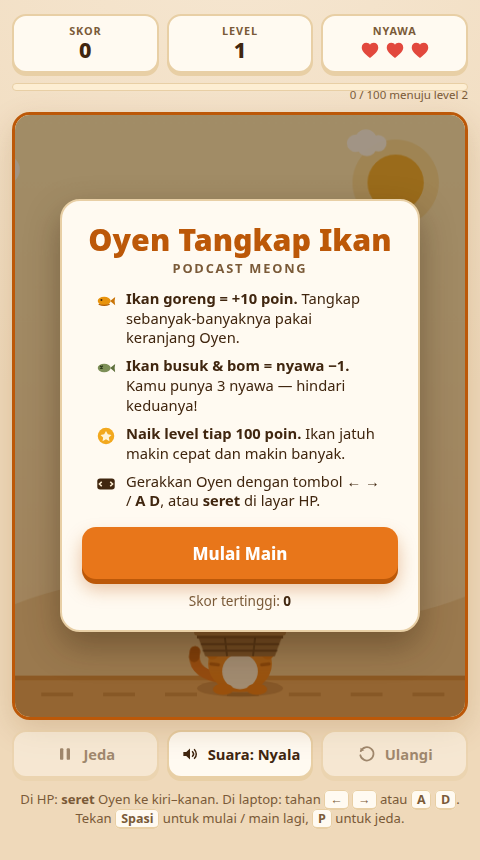 SKOR
0
LEVEL
1
NYAWA
0 / 100 menuju level 2
Oyen Tangkap Ikan
PODCAST MEONG
Ikan goreng = +10 poin. Tangkap
sebanyak-banyaknya pakai
keranjang Oyen.
Ikan busuk & bom = nyawa −1.
Kamu punya 3 nyawa — hindari
keduanya!
Naik level tiap 100 poin. Ikan jatuh
makin cepat dan makin banyak.
Gerakkan Oyen dengan tombol ← →
/ A D, atau seret di layar HP.
Mulai Main
Skor tertinggi: 0
Jeda
Suara: Nyala
Ulangi
Di HP: seret Oyen ke kiri–kanan. Di laptop: tahan ← → atau A D.
Tekan Spasi untuk mulai / main lagi, P untuk jeda.